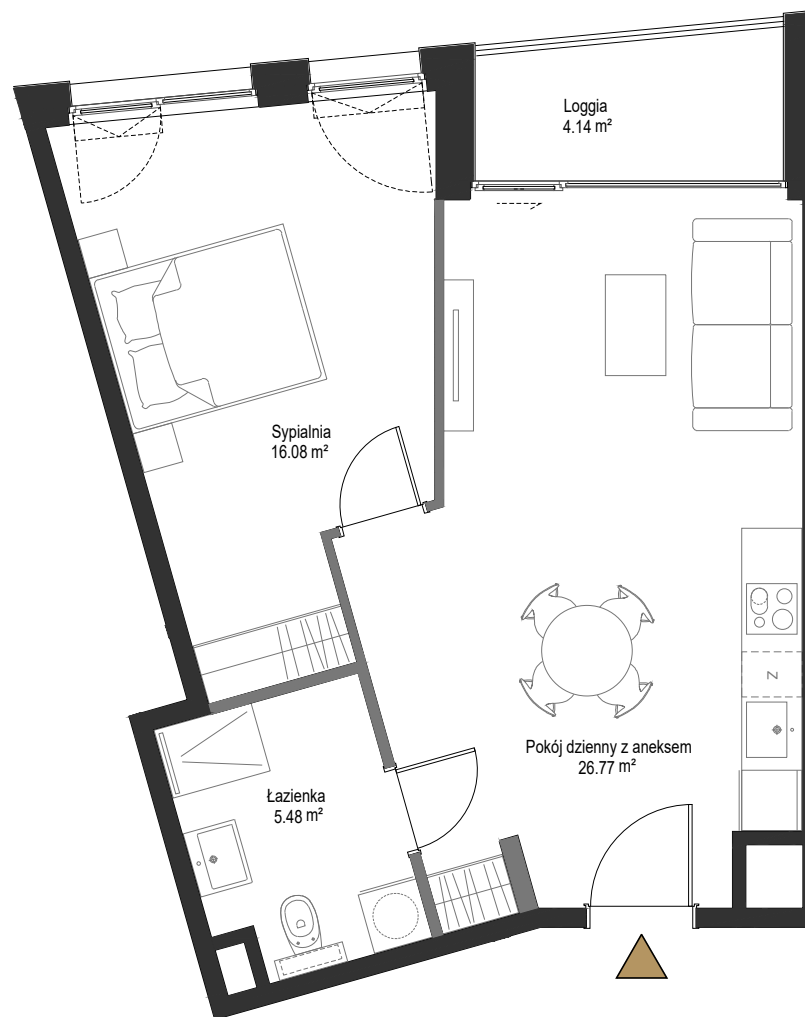 Loggia
4.14 m²
Sypialnia
16.08 m²
Z
Pokój dzienny z aneksem
26.77 m²
Łazienka
5.48 m²